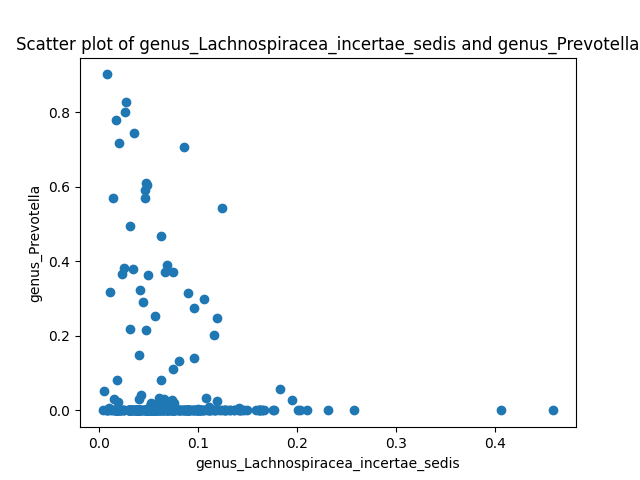 Scatter plot of genus_Lachnospiracea_incertae_sedis and genus_Prevotella
genus_Prevotella
0.8
0.6
0.4
0.2
0.0
0.0 0.1 0.2 0.3 0.4
genus_Lachnospiracea_incertae_sedis